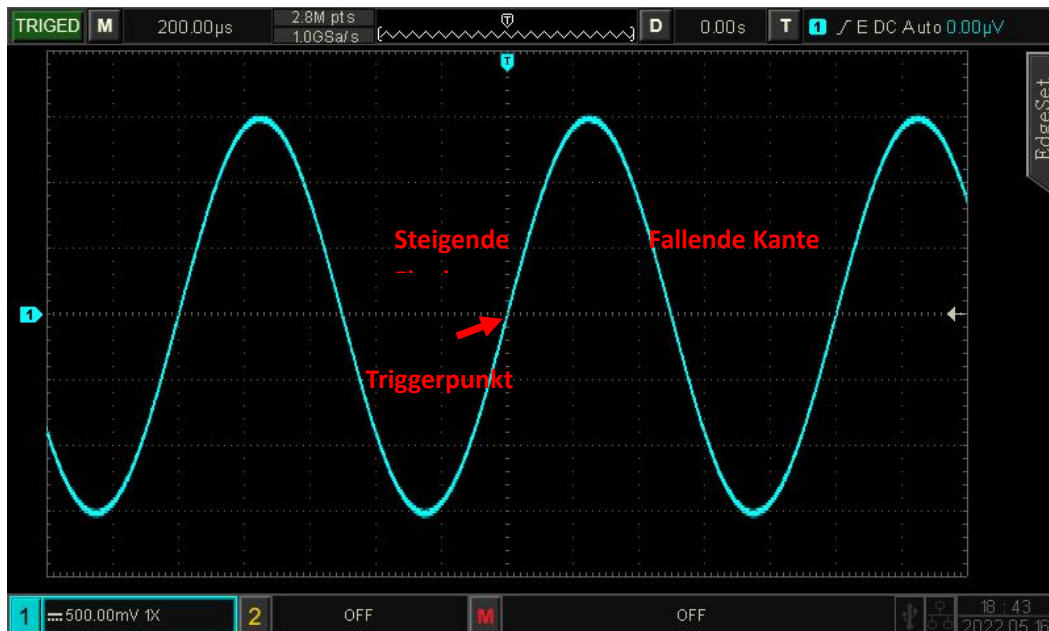 TRIGED M 200.00µs 2.8M pts
1.0GSa/s
T
D 0.00s T 1 E DC Auto 0.00µV
T
EdgeSet
Steigende
Fallende Kante
1
Triggerpunkt
1 500.00mV 1X 2 OFF M OFF 18:43
2022.05.16